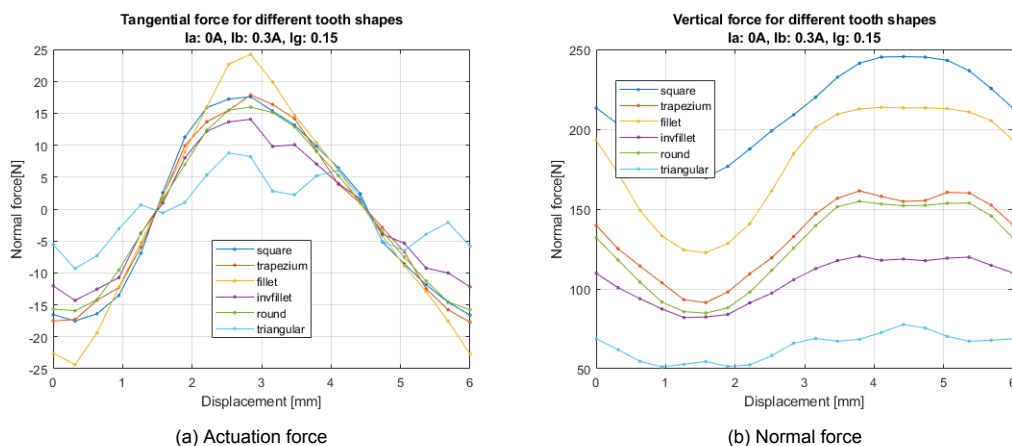 Tangential force for different tooth shapes
Ia: 0A, Ib: 0.3A, Ig: 0.15
25
20
15
10
5
0
-5
-10
-15
-20
-25
Normal force[N]
square
trapezium
fillet
invfillet
round
triangular
0 1 2 3 4 5 6
Displacement [mm]
(a) Actuation force
Vertical force for different tooth shapes
Ia: 0A, Ib: 0.3A, Ig: 0.15
250
200
150
100
50
Normal force[N]
square
trapezium
fillet
invfillet
round
triangular
0 1 2 3 4 5 6
Displacement [mm]
(b) Normal force